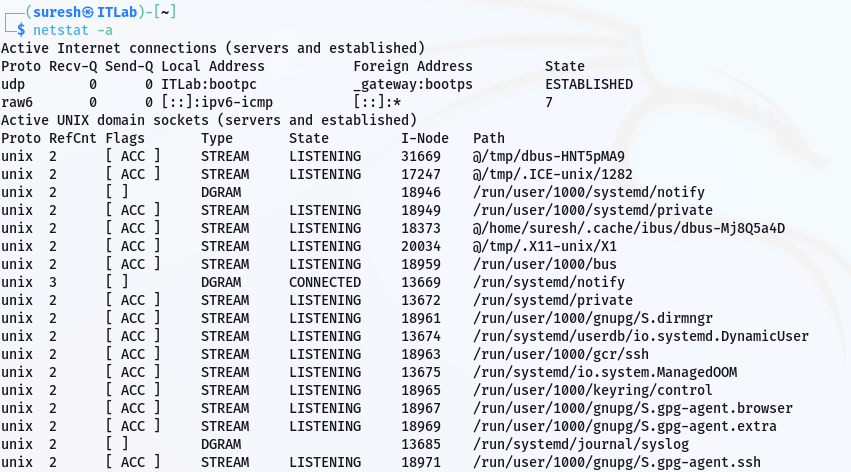 ┌──(suresh㉿ITLab)-[~]
└─$ netstat -a
Active Internet connections (servers and established)
Proto Recv-Q Send-Q Local Address           Foreign Address         State
udp        0      0 ITLab:bootpc            _gateway:bootps         ESTABLISHED
raw6       0      0 [::]:ipv6-icmp          [::]:*                  7
Active UNIX domain sockets (servers and established)
Proto RefCnt Flags       Type       State         I-Node   Path
unix  2      [ ACC ]     STREAM     LISTENING     31669    @/tmp/dbus-HNT5pMA9
unix  2      [ ACC ]     STREAM     LISTENING     17247    @/tmp/.ICE-unix/1282
unix  2      [ ]         DGRAM                    18946    /run/user/1000/systemd/notify
unix  2      [ ACC ]     STREAM     LISTENING     18949    /run/user/1000/systemd/private
unix  2      [ ACC ]     STREAM     LISTENING     18373    @/home/suresh/.cache/ibus/dbus-Mj8Q5a4D
unix  2      [ ACC ]     STREAM     LISTENING     20034    @/tmp/.X11-unix/X1
unix  2      [ ACC ]     STREAM     LISTENING     18959    /run/user/1000/bus
unix  3      [ ]         DGRAM      CONNECTED     13669    /run/systemd/notify
unix  2      [ ACC ]     STREAM     LISTENING     13672    /run/systemd/private
unix  2      [ ACC ]     STREAM     LISTENING     18961    /run/user/1000/gnupg/S.dirmngr
unix  2      [ ACC ]     STREAM     LISTENING     13674    /run/systemd/userdb/io.systemd.DynamicUser
unix  2      [ ACC ]     STREAM     LISTENING     18963    /run/user/1000/gcr/ssh
unix  2      [ ACC ]     STREAM     LISTENING     13675    /run/systemd/io.system.ManagedOOM
unix  2      [ ACC ]     STREAM     LISTENING     18965    /run/user/1000/keyring/control
unix  2      [ ACC ]     STREAM     LISTENING     18967    /run/user/1000/gnupg/S.gpg-agent.browser
unix  2      [ ACC ]     STREAM     LISTENING     18969    /run/user/1000/gnupg/S.gpg-agent.extra
unix  2      [ ]         DGRAM                    13685    /run/systemd/journal/syslog
unix  2      [ ACC ]     STREAM     LISTENING     18971    /run/user/1000/gnupg/S.gpg-agent.ssh